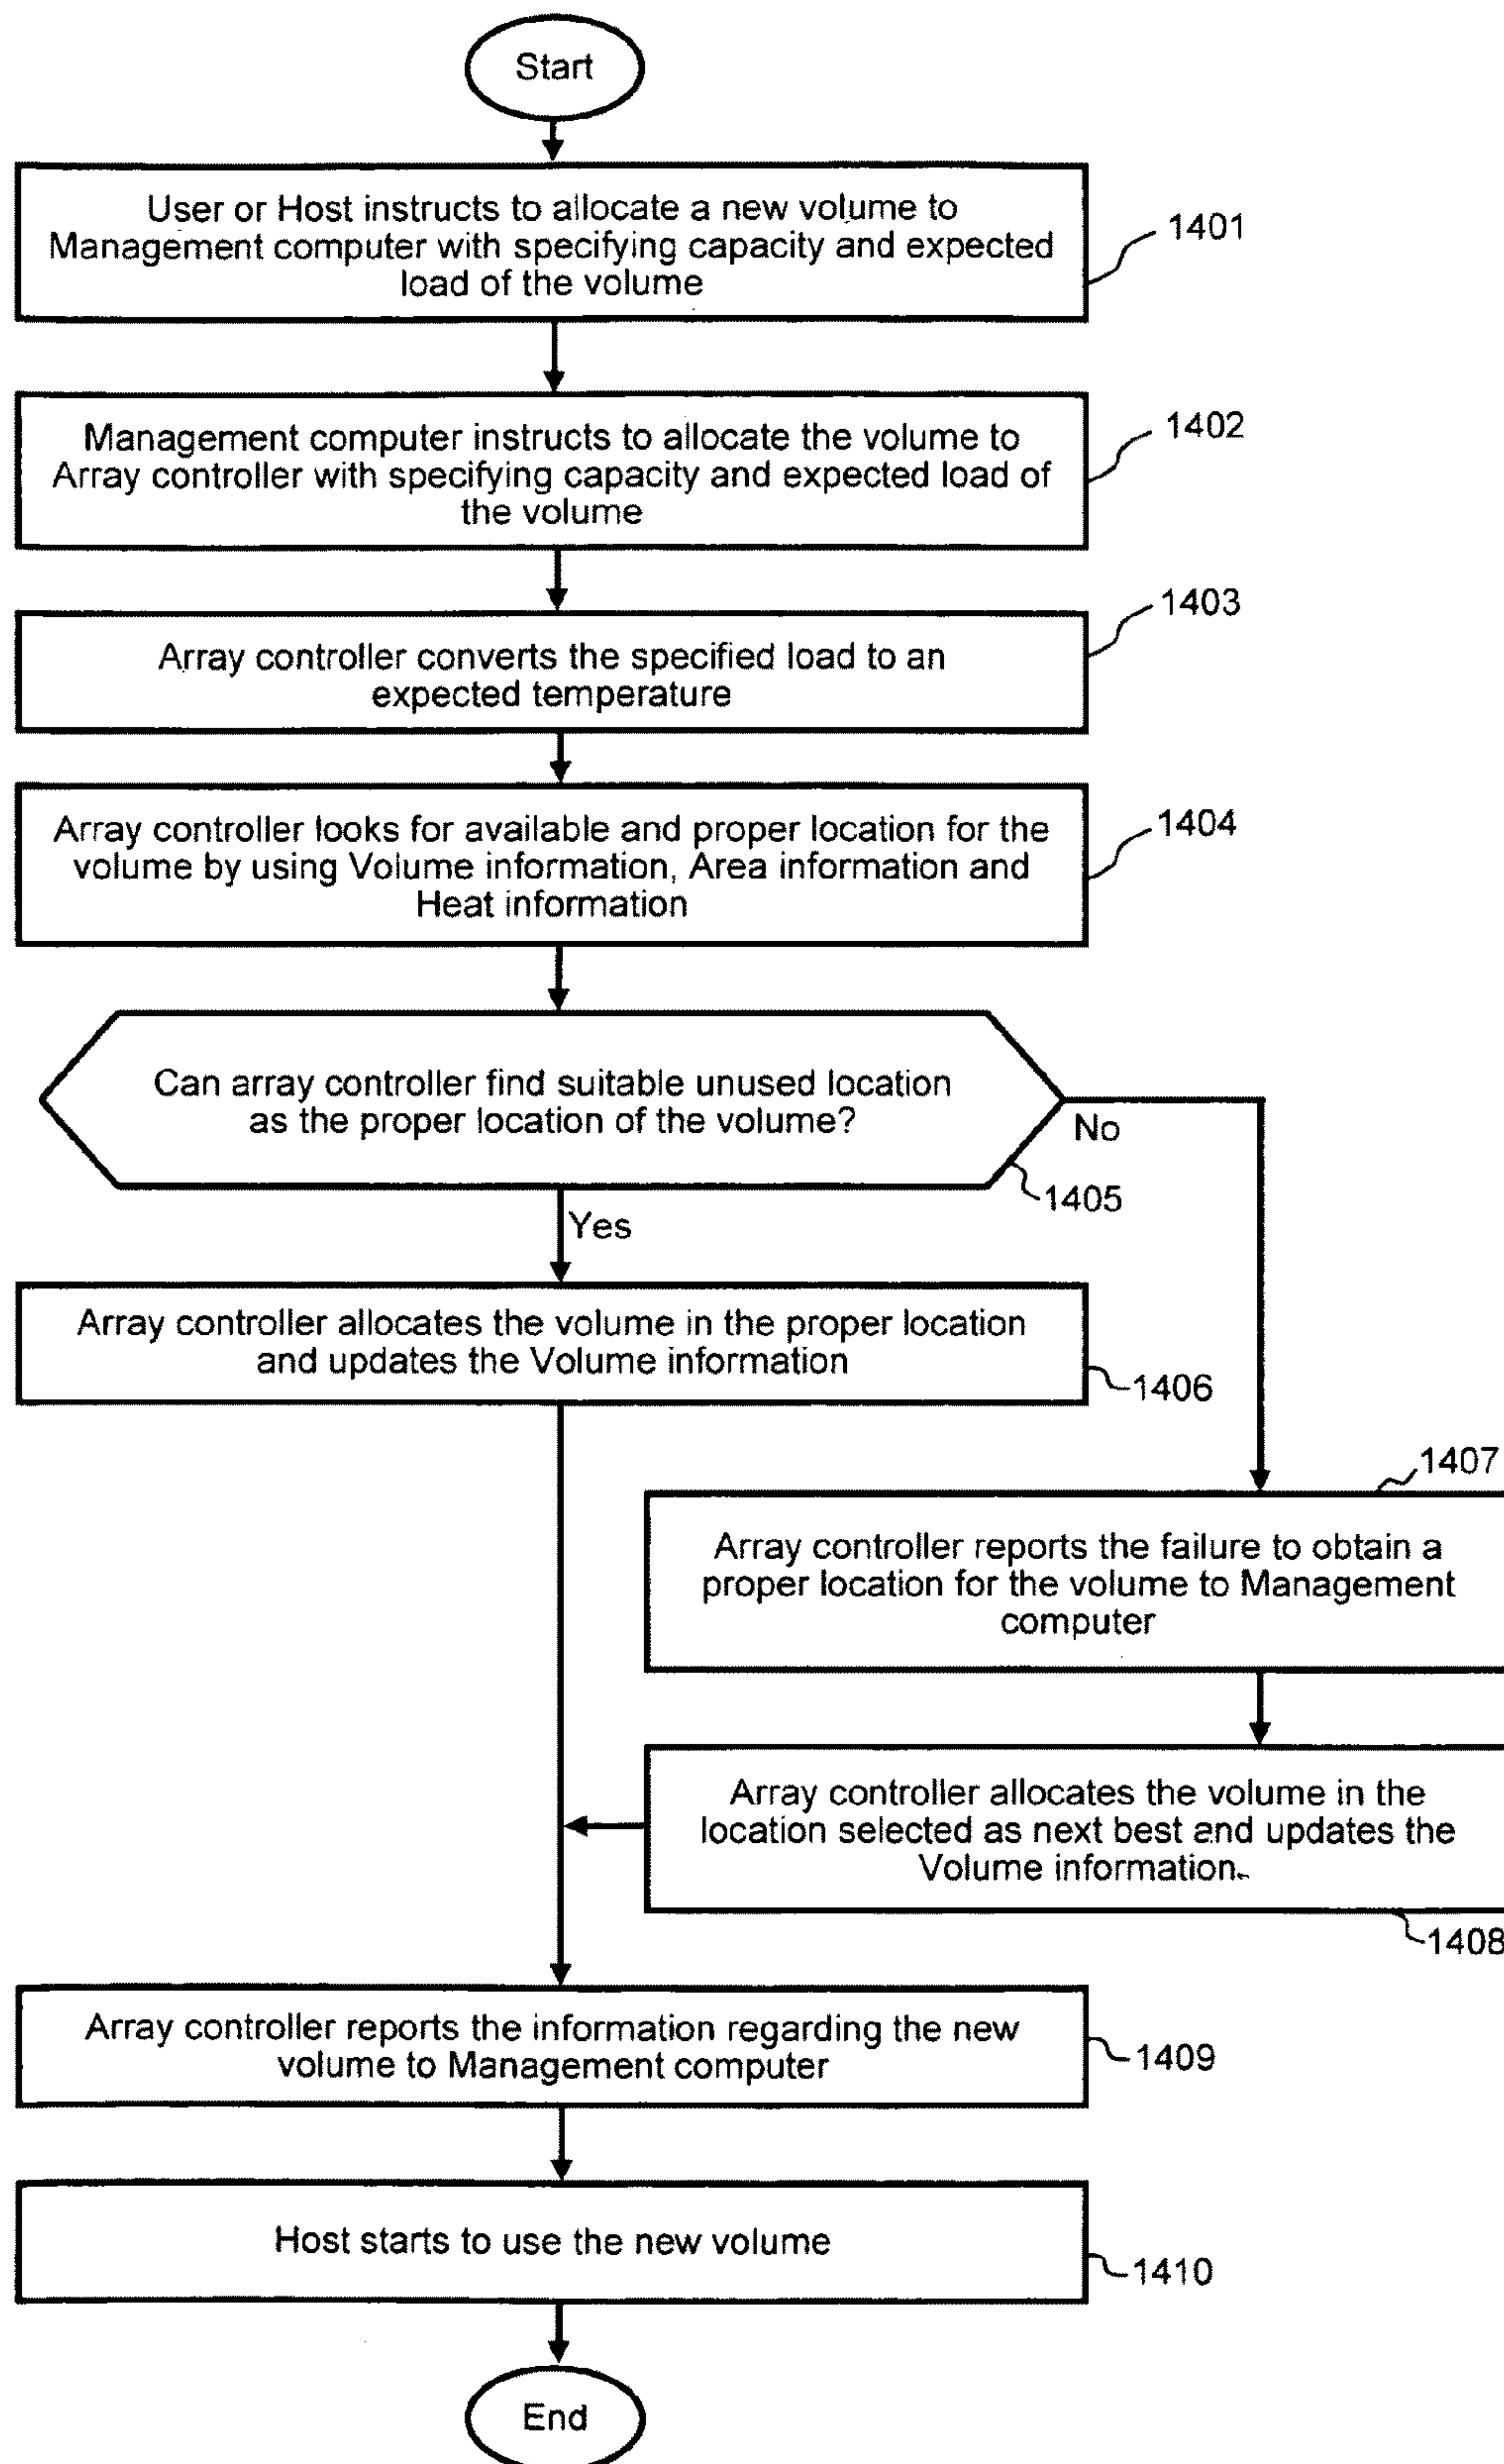 Start
User or Host instructs to allocate a new volume to
Management computer with specifying capacity and expected
load of the volume
1401
Management computer instructs to allocate the volume to
Array controller with specifying capacity and expected load of
the volume
1402
Array controller converts the specified load to an
expected temperature
1403
Array controller looks for available and proper location for the
volume by using Volume information, Area information and
Heat information
1404
Can array controller find suitable unused location
as the proper location of the volume?
No
1405
Yes
Array controller allocates the volume in the proper location
and updates the Volume information
1406
1407
Array controller reports the failure to obtain a
proper location for the volume to Management
computer
Array controller allocates the volume in the
location selected as next best and updates the
Volume information.
1408
Array controller reports the information regarding the new
volume to Management computer
1409
Host starts to use the new volume
1410
End